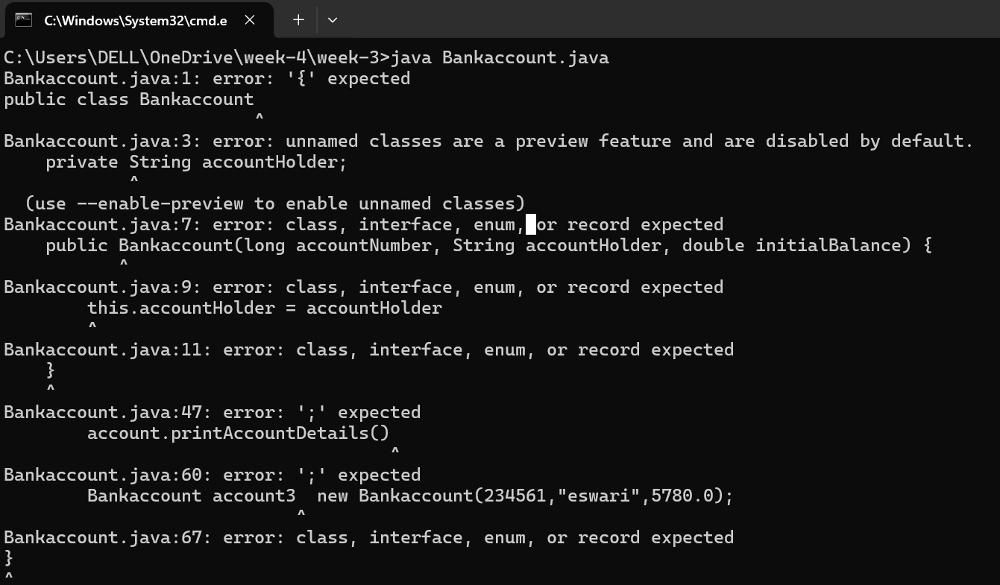 C:\Windows\System32\cmd.e
C:\Users\DELL\OneDrive\week-4\week-3>java Bankaccount.java
Bankaccount.java:1: error: '{' expected
public class Bankaccount
^
Bankaccount.java:3: error: unnamed classes are a preview feature and are disabled by default.
private String accountHolder;
^
(use --enable-preview to enable unnamed classes)
Bankaccount.java:7: error: class, interface, enum, or record expected
public Bankaccount(long accountNumber, String accountHolder, double initialBalance) {
^
Bankaccount.java:9: error: class, interface, enum, or record expected
this.accountHolder = accountHolder
^
Bankaccount.java:11: error: class, interface, enum, or record expected
}
^
Bankaccount.java:47: error: ';' expected
account.printAccountDetails()
^
Bankaccount.java:60: error: ';' expected
Bankaccount account3  new Bankaccount(234561,"eswari",5780.0);
^
Bankaccount.java:67: error: class, interface, enum, or record expected
}
^